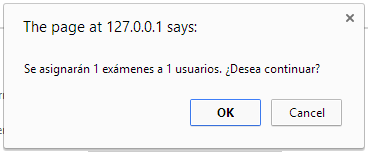 The page at 127.0.0.1 says:
Se asignarán 1 exámenes a 1 usuarios. ¿Desea continuar?
OK
Cancel